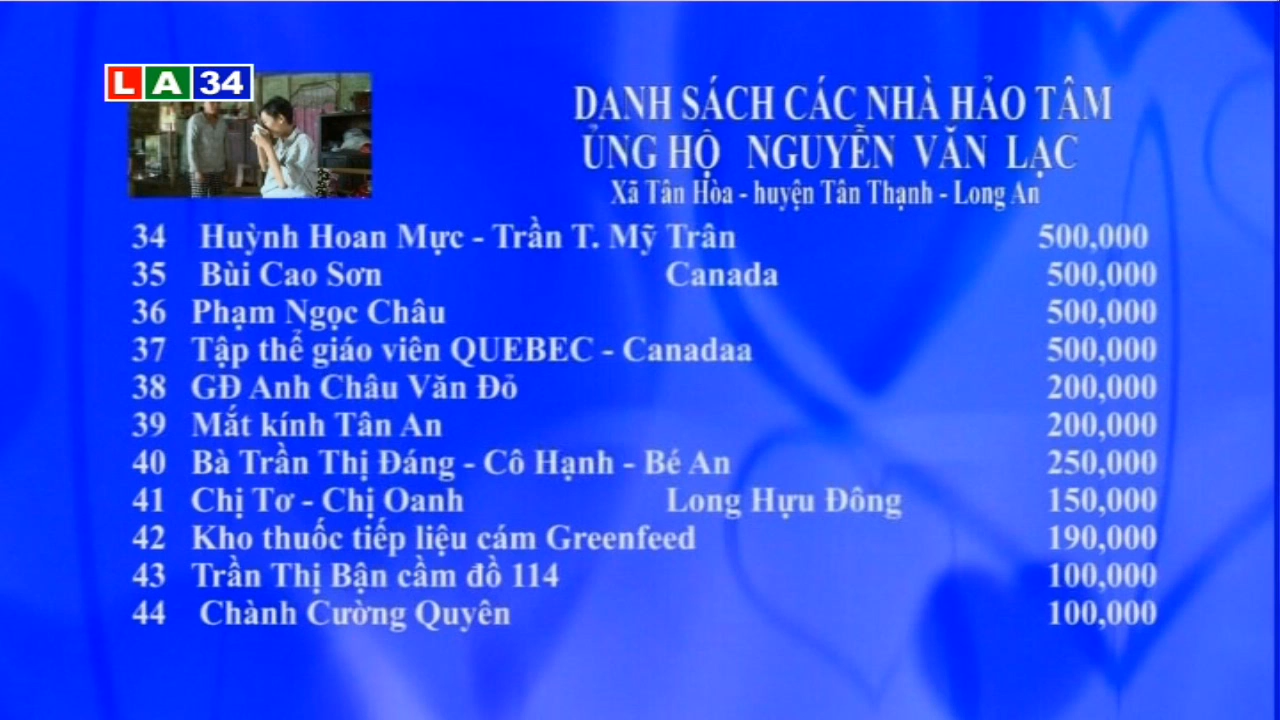 LA34
DANH SÁCH CÁC NHÀ HẢO TÂM
ỦNG HỘ NGUYỄN VĂN LẠC
Xã Tân Hòa - huyện Tân Thạnh - Long An
34 Huỳnh Hoan Mực - Trần T. Mỹ Trân 500,000
35 Bùi Cao Sơn Canada 500,000
36 Phạm Ngọc Châu 500,000
37 Tập thể giáo viên QUEBEC - Canadaa 500,000
38 GĐ Anh Châu Văn Đỏ 200,000
39 Mắt kính Tân An 200,000
40 Bà Trần Thị Đáng - Cô Hạnh - Bé An 250,000
41 Chị Tơ - Chị Oanh Long Hựu Đông 150,000
42 Kho thuốc tiếp liệu cám Greenfeed 190,000
43 Trần Thị Bận cầm đồ 114 100,000
44 Chành Cường Quyên 100,000